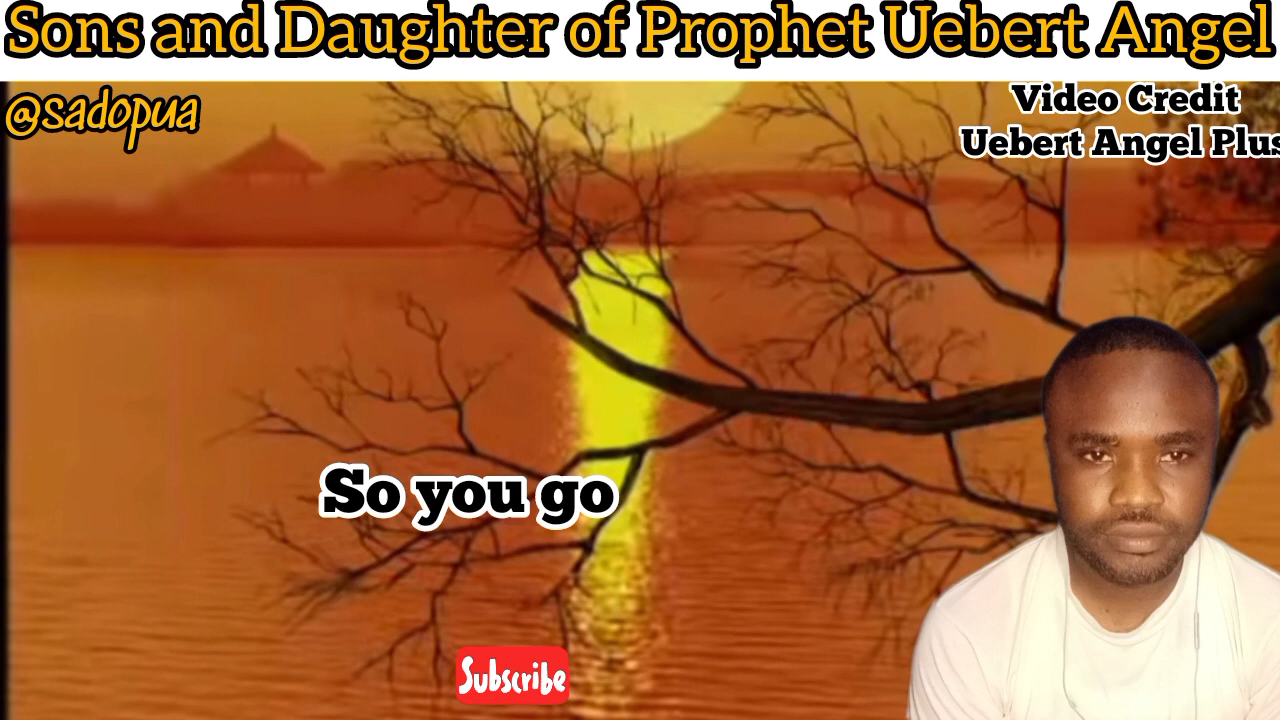 Sons and Daughter of Prophet Uebert Angel
@sadopua
Video Credit
Uebert Angel Plus
So you go
Subscribe